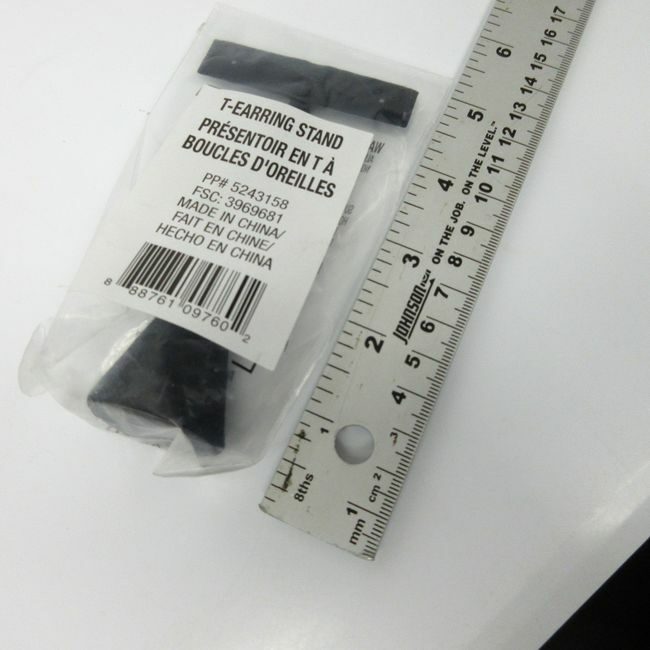 T-EARRING STAND
PRÉSENTOIR EN T À
BOUCLES D'OREILLES
PP# 5243158
FSC: 3969681
MADE IN CHINA/
FAIT EN CHINE/
HECHO EN CHINA
8 88761 09760 2
8ths
1 2 3 4 5 6
JOHNSON ON THE JOB. ON THE LEVEL.™
mm 1 cm 2 3 4 5 6 7 8 9 10 11 12 13 14 15 16 17